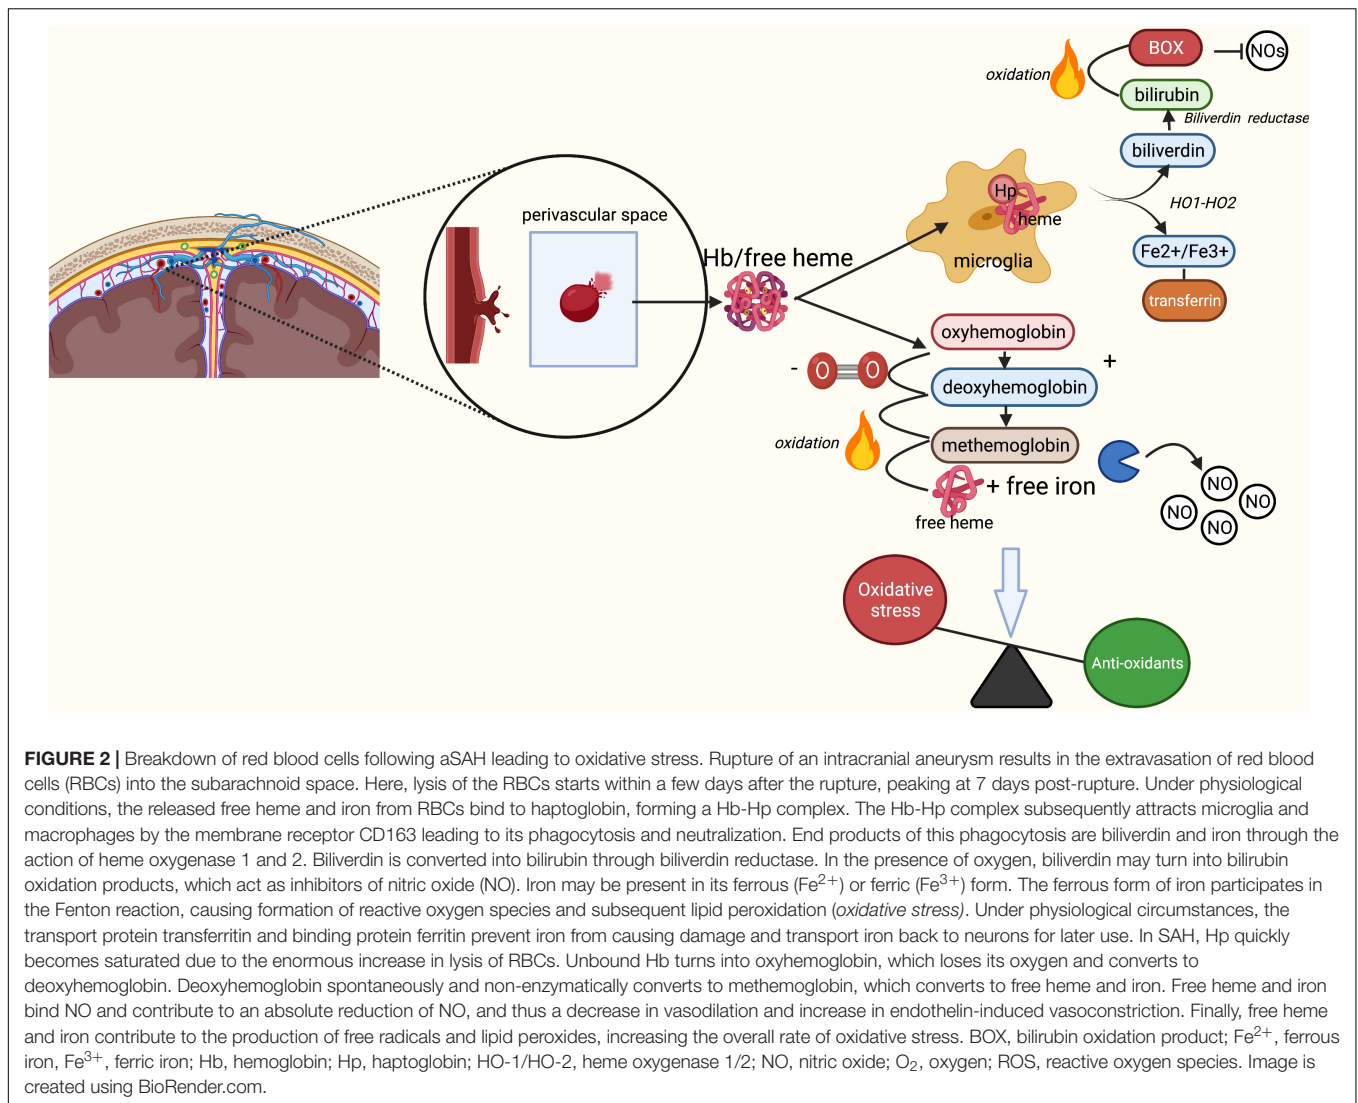 BOX
NOs
oxidation
bilirubin
Biliverdin reductase
biliverdin
Hp
heme
HO1-HO2
perivascular space
Hb/free heme
microglia
Fe2+/Fe3+
transferrin
oxyhemoglobin
- O O
+
deoxyhemoglobin
oxidation
methemoglobin
+ free iron
free heme
NO
NO
NO
NO
Oxidative
stress
Anti-oxidants
FIGURE 2 | Breakdown of red blood cells following aSAH leading to oxidative stress. Rupture of an intracranial aneurysm results in the extravasation of red blood
cells (RBCs) into the subarachnoid space. Here, lysis of the RBCs starts within a few days after the rupture, peaking at 7 days post-rupture. Under physiological
conditions, the released free heme and iron from RBCs bind to haptoglobin, forming a Hb-Hp complex. The Hb-Hp complex subsequently attracts microglia and
macrophages by the membrane receptor CD163 leading to its phagocytosis and neutralization. End products of this phagocytosis are biliverdin and iron through the
action of heme oxygenase 1 and 2. Biliverdin is converted into bilirubin through biliverdin reductase. In the presence of oxygen, biliverdin may turn into bilirubin
oxidation products, which act as inhibitors of nitric oxide (NO). Iron may be present in its ferrous (Fe2+) or ferric (Fe3+) form. The ferrous form of iron participates in
the Fenton reaction, causing formation of reactive oxygen species and subsequent lipid peroxidation (oxidative stress). Under physiological circumstances, the
transport protein transferritin and binding protein ferritin prevent iron from causing damage and transport iron back to neurons for later use. In SAH, Hp quickly
becomes saturated due to the enormous increase in lysis of RBCs. Unbound Hb turns into oxyhemoglobin, which loses its oxygen and converts to
deoxyhemoglobin. Deoxyhemoglobin spontaneously and non-enzymatically converts to methemoglobin, which converts to free heme and iron. Free heme and iron
bind NO and contribute to an absolute reduction of NO, and thus a decrease in vasodilation and increase in endothelin-induced vasoconstriction. Finally, free heme
and iron contribute to the production of free radicals and lipid peroxides, increasing the overall rate of oxidative stress. BOX, bilirubin oxidation product; Fe2+, ferrous
iron, Fe3+, ferric iron; Hb, hemoglobin; Hp, haptoglobin; HO-1/HO-2, heme oxygenase 1/2; NO, nitric oxide; O2, oxygen; ROS, reactive oxygen species. Image is
created using BioRender.com.